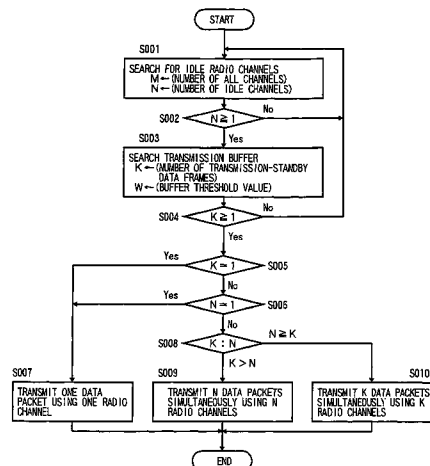 START
S001
SEARCH FOR IDLE RADIO CHANNELS
M←(NUMBER OF ALL CHANNELS)
N←(NUMBER OF IDLE CHANNELS)
S002
N≧1
No
Yes
S003
SEARCH TRANSMISSION BUFFER
K←(NUMBER OF TRANSMISSION-STANDBY
DATA FRAMES)
W←(BUFFER THRESHOLD VALUE)
S004
K≧1
No
Yes
Yes
K=1
S005
No
Yes
N=1
S006
No
S008
K:N
N≧K
K>N
S007
TRANSMIT ONE DATA
PACKET USING ONE RADIO
CHANNEL
S009
TRANSMIT N DATA PACKETS
SIMULTANEOUSLY USING N
RADIO CHANNELS
S010
TRANSMIT K DATA PACKETS
SIMULTANEOUSLY USING K
RADIO CHANNELS
END